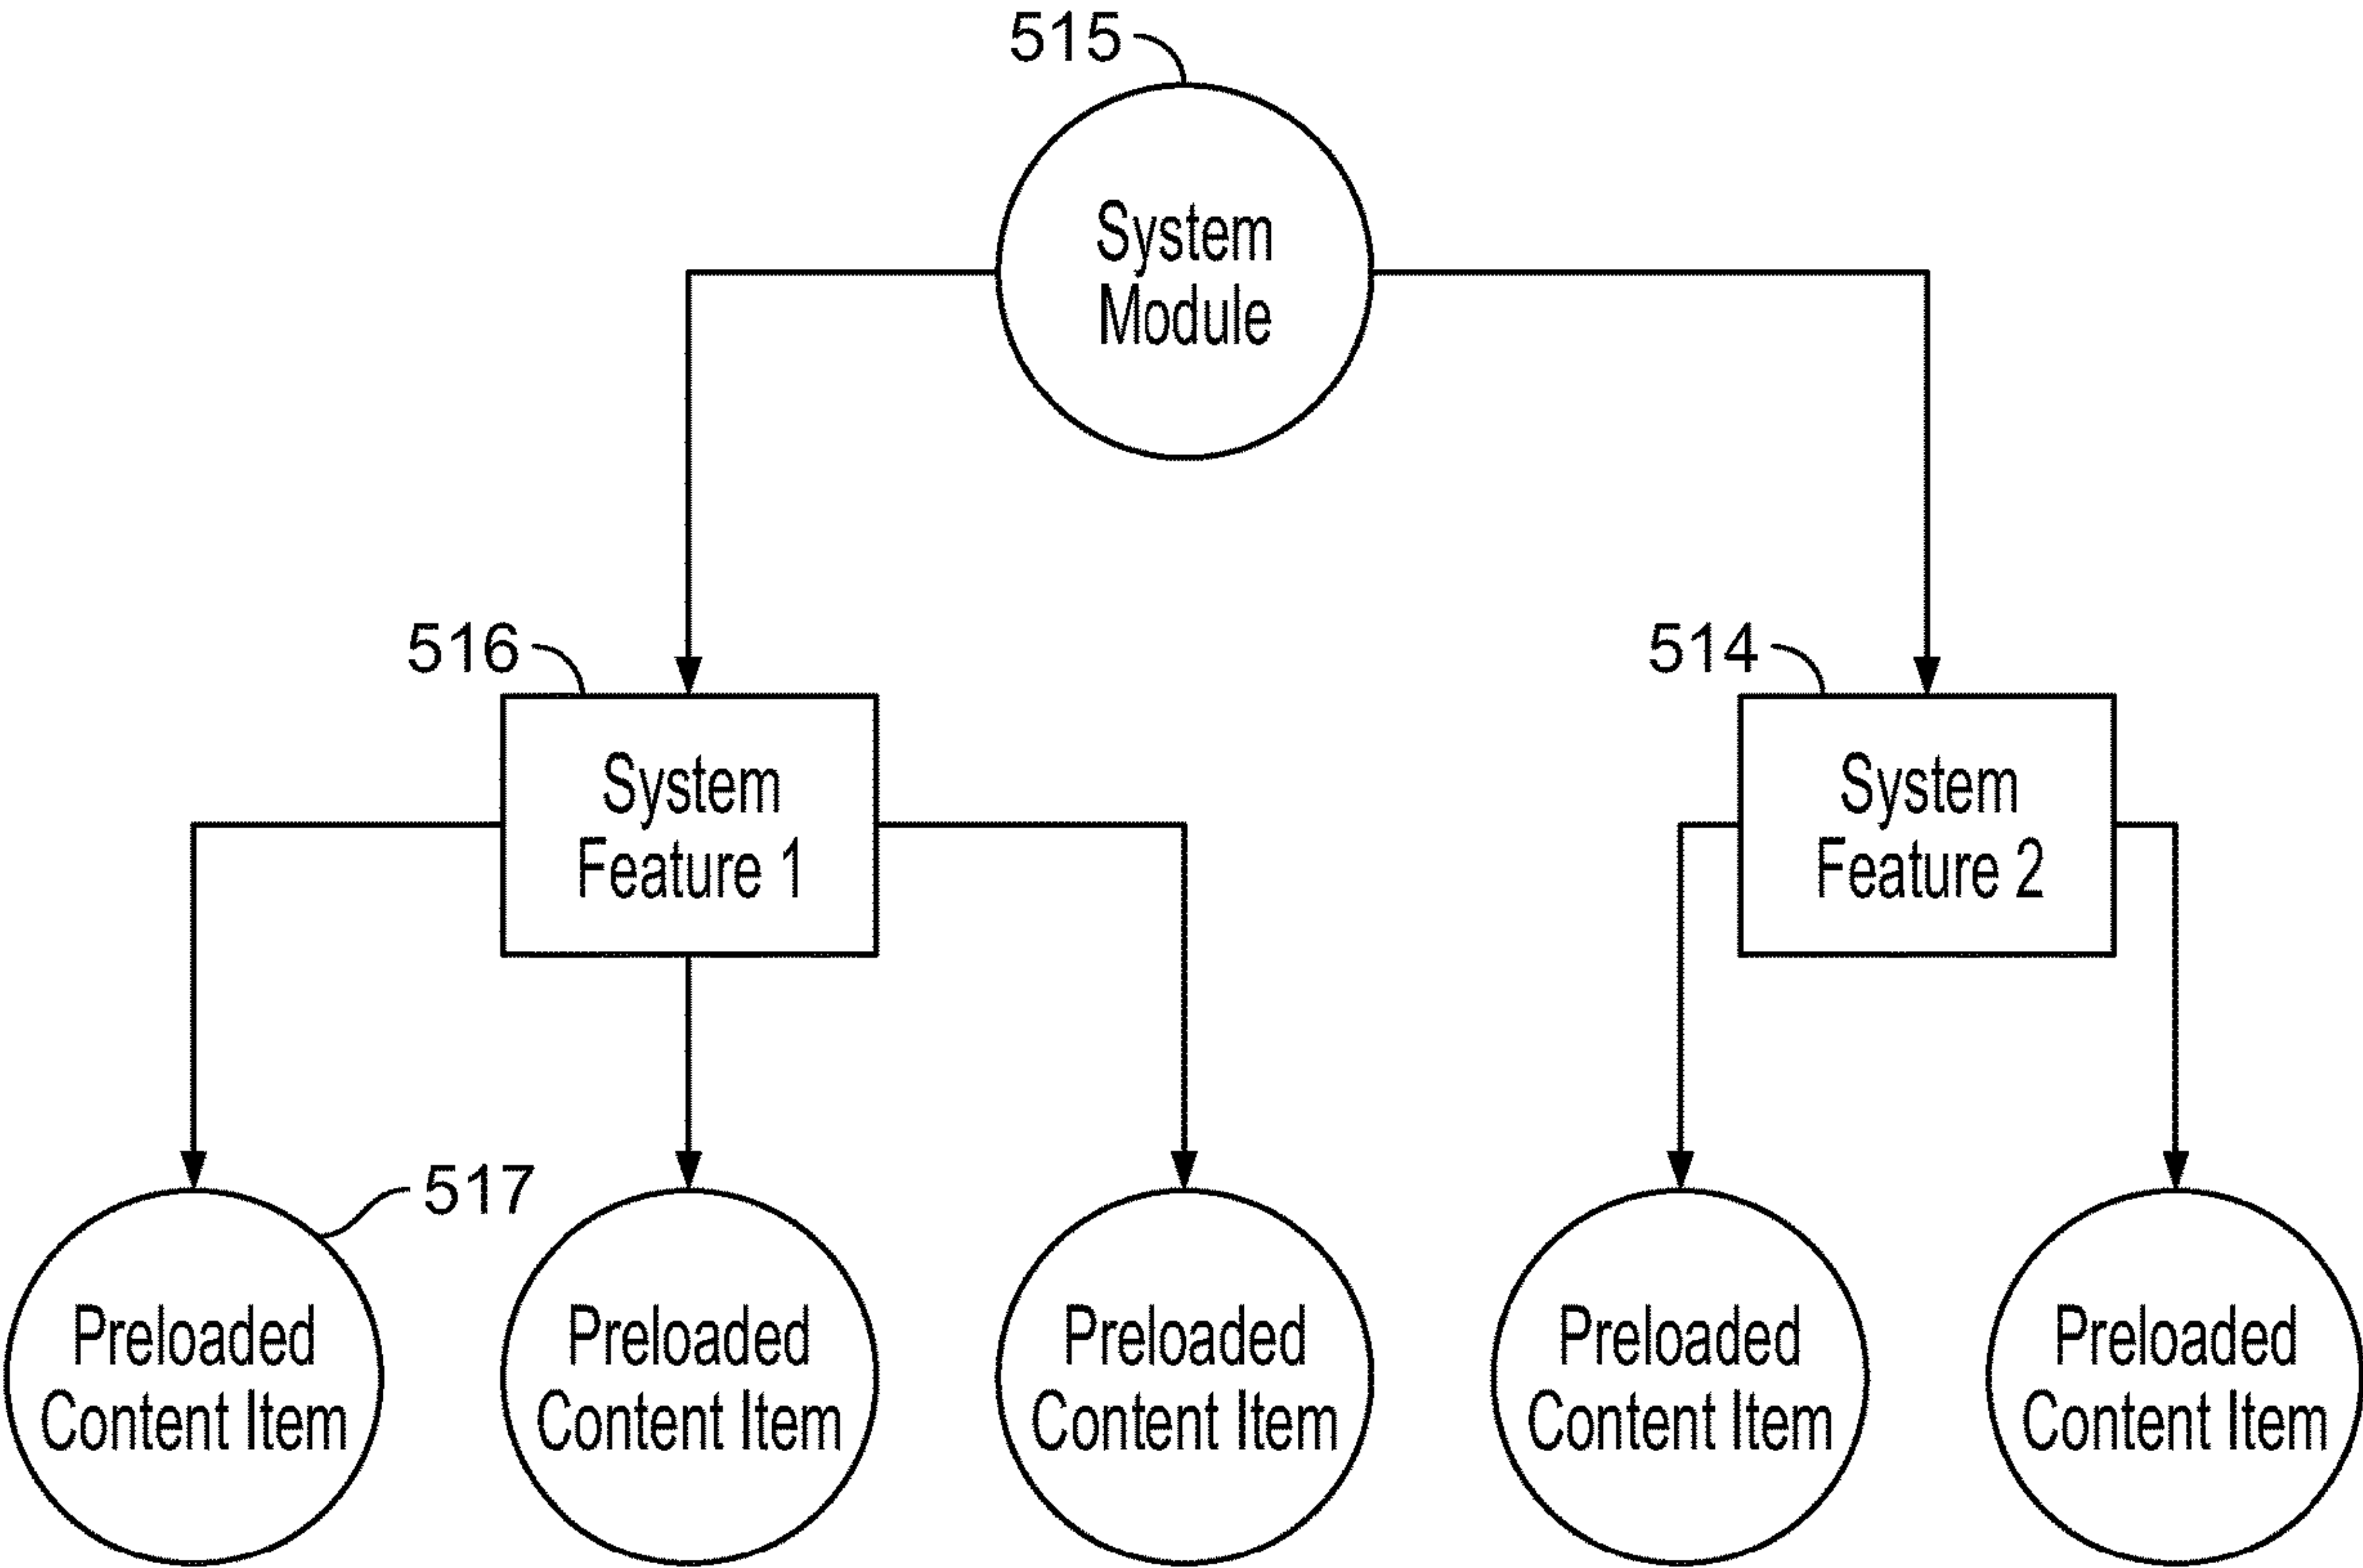 515
System
Module
516
514
System
Feature 1
System
Feature 2
517
Preloaded
Content Item
Preloaded
Content Item
Preloaded
Content Item
Preloaded
Content Item
Preloaded
Content Item